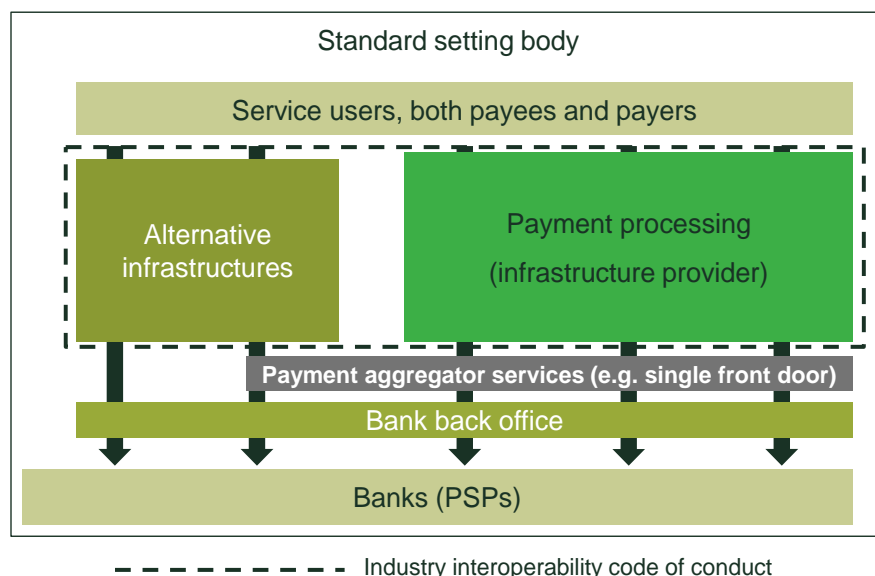 Standard setting body
Service users, both payees and payers
Alternative
infrastructures
Payment processing
(infrastructure provider)
Payment aggregator services (e.g. single front door)
Bank back office
Banks (PSPs)
Industry interoperability code of conduct